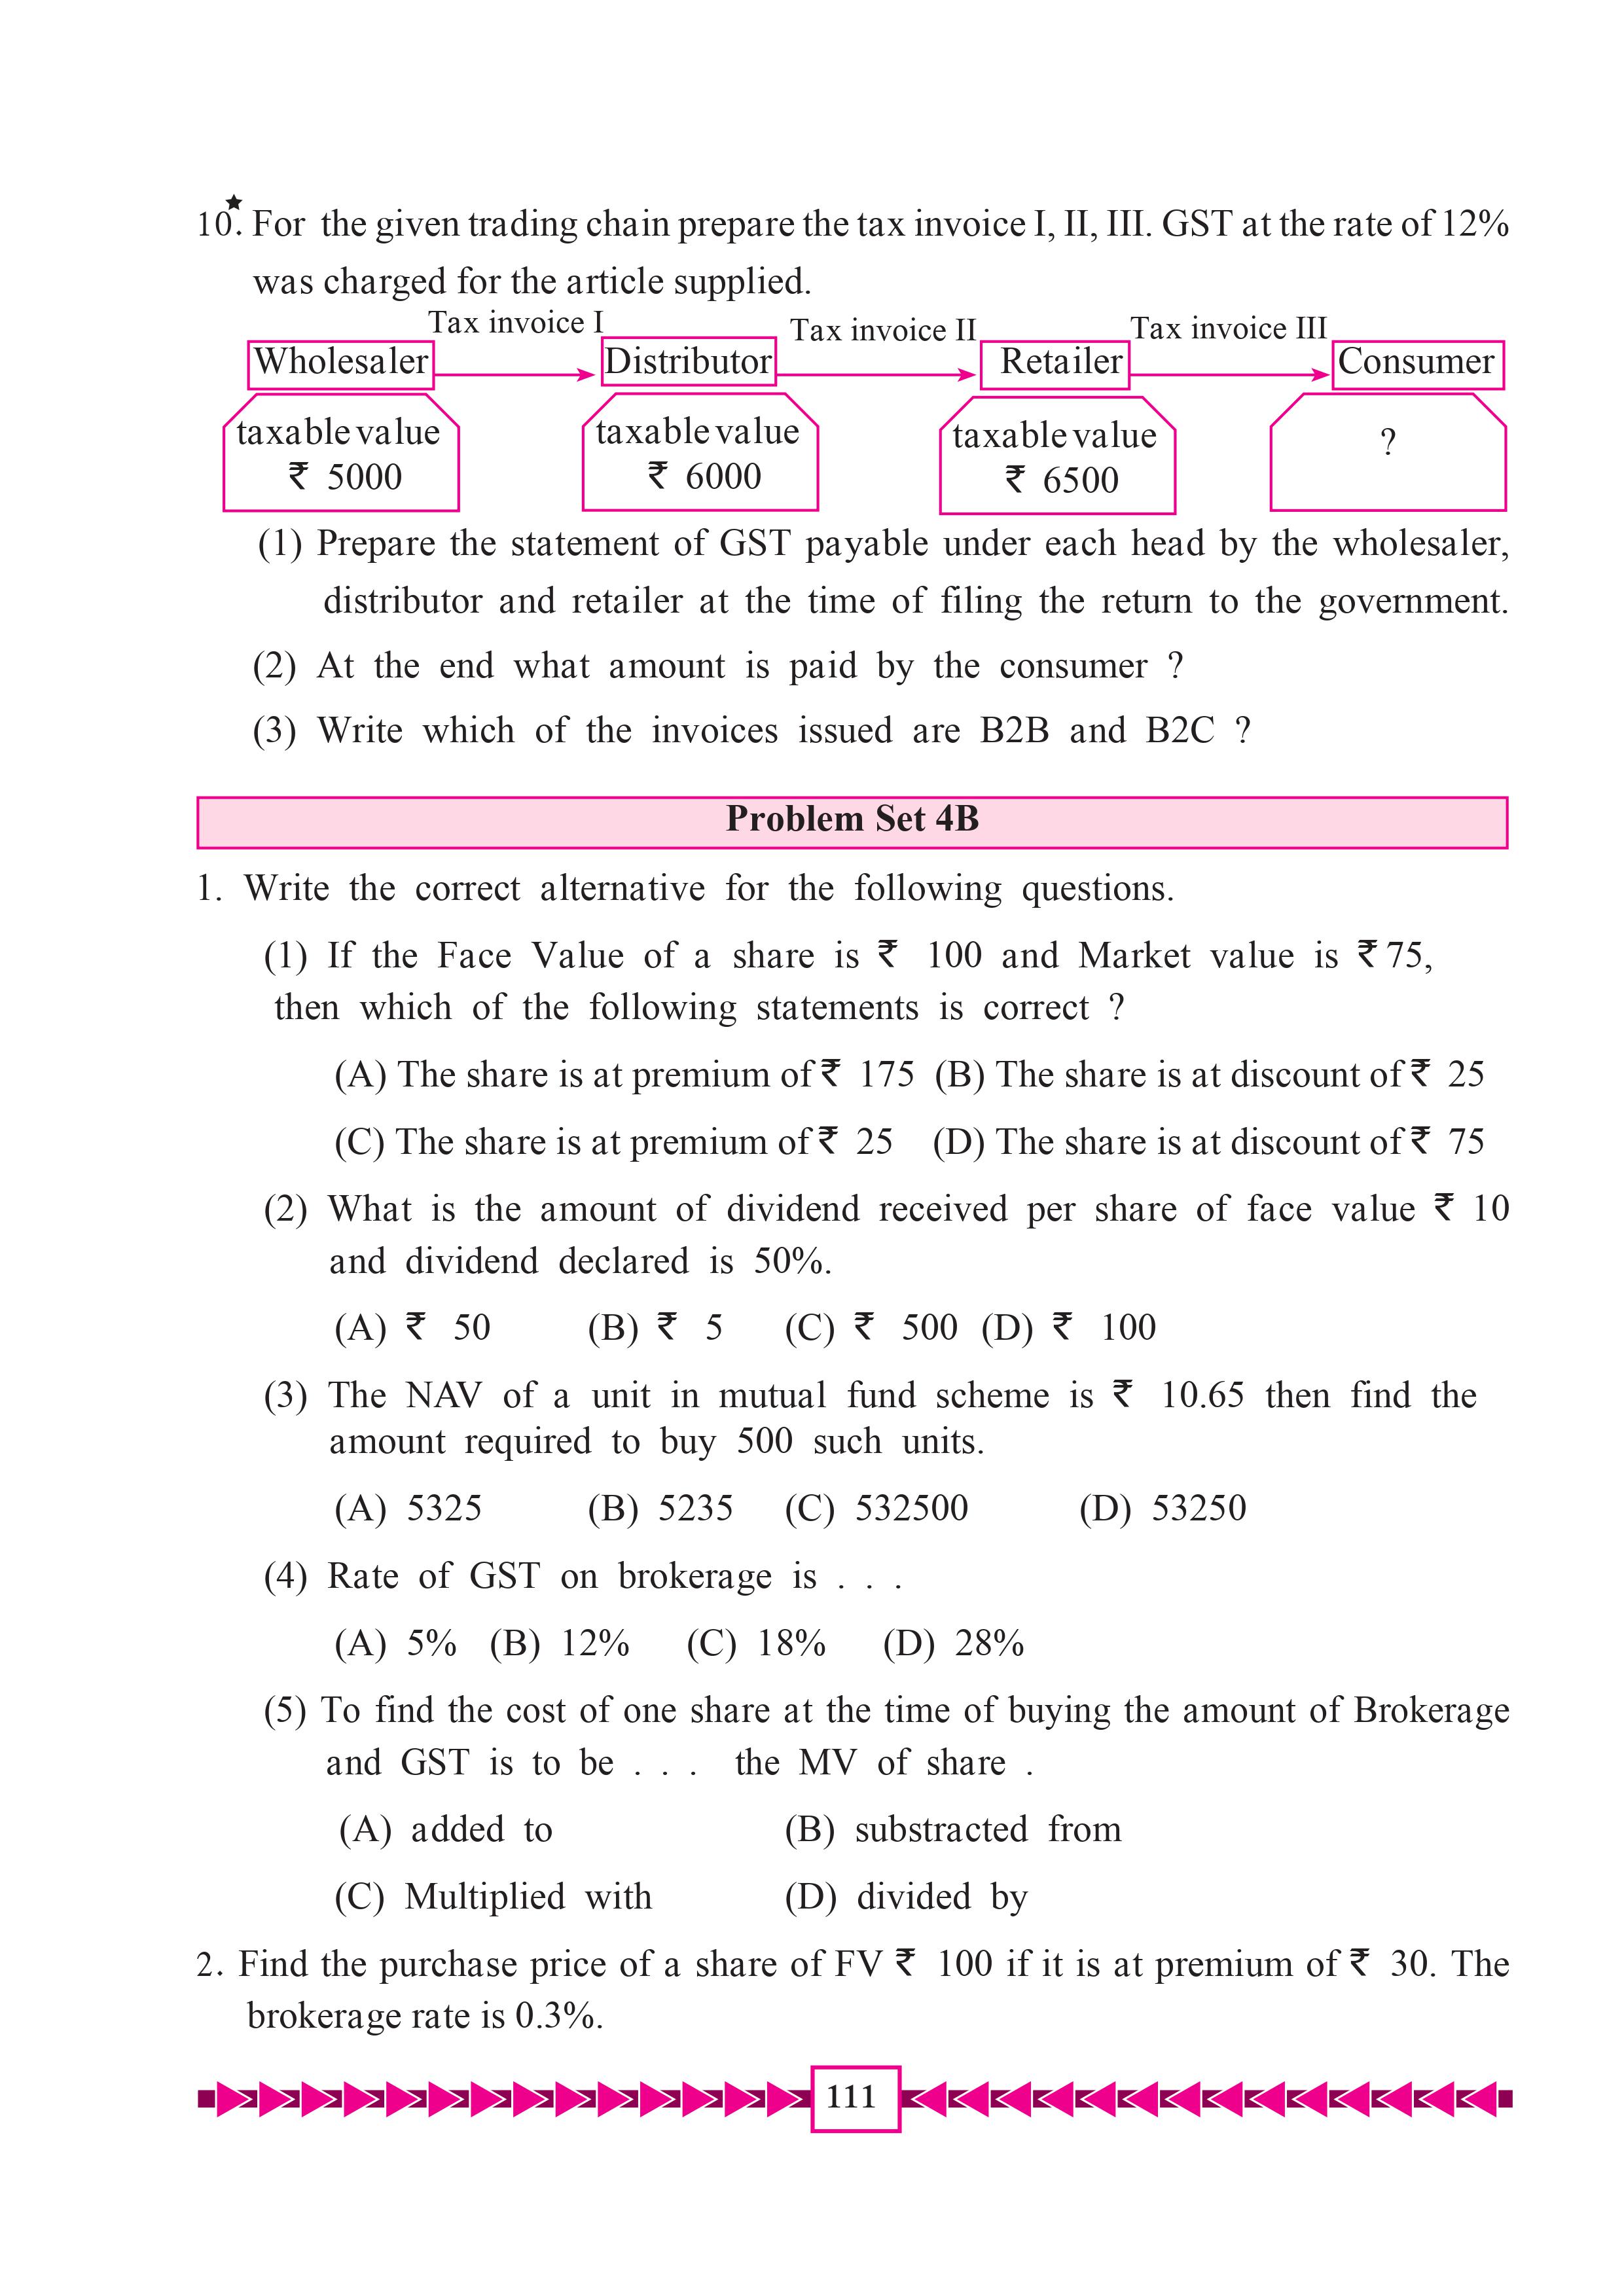 10★. For the given trading chain prepare the tax invoice I, II, III. GST at the rate of 12%
was charged for the article supplied.
Tax invoice I Tax invoice II Tax invoice III
Wholesaler Distributor Retailer Consumer
taxable value taxable value taxable value ?
₹ 5000 ₹ 6000 ₹ 6500
(1) Prepare the statement of GST payable under each head by the wholesaler,
distributor and retailer at the time of filing the return to the government.
(2) At the end what amount is paid by the consumer ?
(3) Write which of the invoices issued are B2B and B2C ?
Problem Set 4B
1. Write the correct alternative for the following questions.
(1) If the Face Value of a share is ₹ 100 and Market value is ₹ 75,
then which of the following statements is correct ?
(A) The share is at premium of ₹ 175 (B) The share is at discount of ₹ 25
(C) The share is at premium of ₹ 25 (D) The share is at discount of ₹ 75
(2) What is the amount of dividend received per share of face value ₹ 10
and dividend declared is 50%.
(A) ₹ 50 (B) ₹ 5 (C) ₹ 500 (D) ₹ 100
(3) The NAV of a unit in mutual fund scheme is ₹ 10.65 then find the
amount required to buy 500 such units.
(A) 5325 (B) 5235 (C) 532500 (D) 53250
(4) Rate of GST on brokerage is . . .
(A) 5% (B) 12% (C) 18% (D) 28%
(5) To find the cost of one share at the time of buying the amount of Brokerage
and GST is to be . . . the MV of share .
(A) added to (B) substracted from
(C) Multiplied with (D) divided by
2. Find the purchase price of a share of FV ₹ 100 if it is at premium of ₹ 30. The
brokerage rate is 0.3%.
111